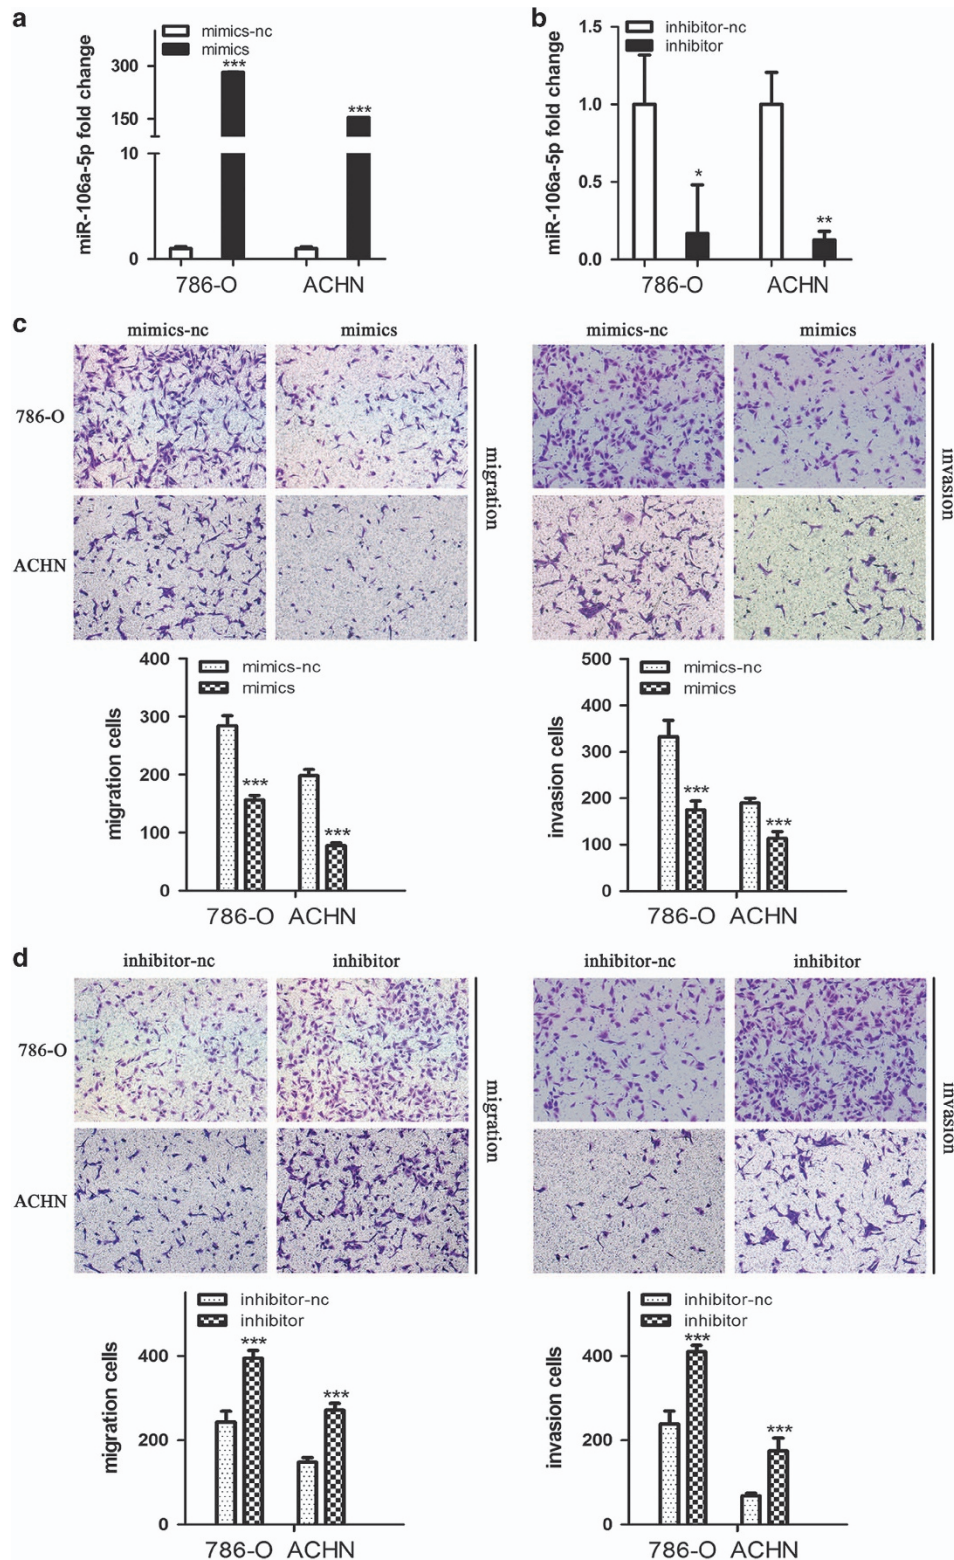 a
mimics-nc
mimics
miR-106a-5p fold change
300
150
10
0
***
***
786-O
ACHN
b
inhibitor-nc
inhibitor
miR-106a-5p fold change
1.5
1.0
0.5
0.0
*
**
786-O
ACHN
c
mimics-nc
mimics
786-O
ACHN
migration
mimics-nc
mimics
invasion
mimics-nc
mimics
migration cells
400
300
200
100
0
***
***
786-O ACHN
mimics-nc
mimics
invasion cells
500
400
300
200
100
0
***
***
786-O ACHN
d
inhibitor-nc
inhibitor
786-O
ACHN
migration
inhibitor-nc
inhibitor
invasion
inhibitor-nc
inhibitor
migration cells
400
200
0
***
***
786-O ACHN
inhibitor-nc
inhibitor
invasion cells
400
200
0
***
***
786-O ACHN